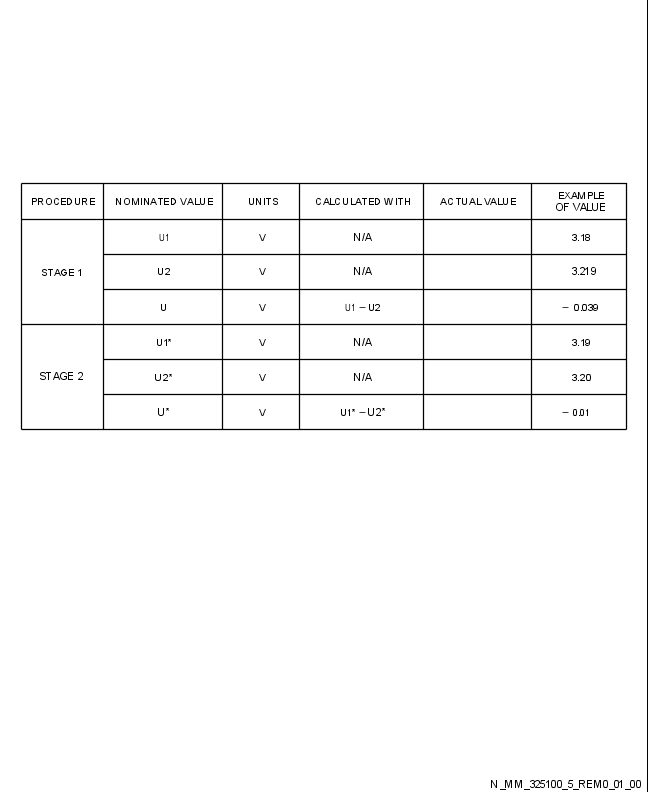 PROCEDURE NOMINATED VALUE UNITS CALCULATED WITH ACTUAL VALUE EXAMPLE OF VALUE
STAGE 1
U1 V N/A 3.18
U2 V N/A 3.219
U V U1 – U2 – 0.039
STAGE 2
U1* V N/A 3.19
U2* V N/A 3.20
U* V U1* – U2* – 0.01
N_MM_325100_5_REM0_01_00